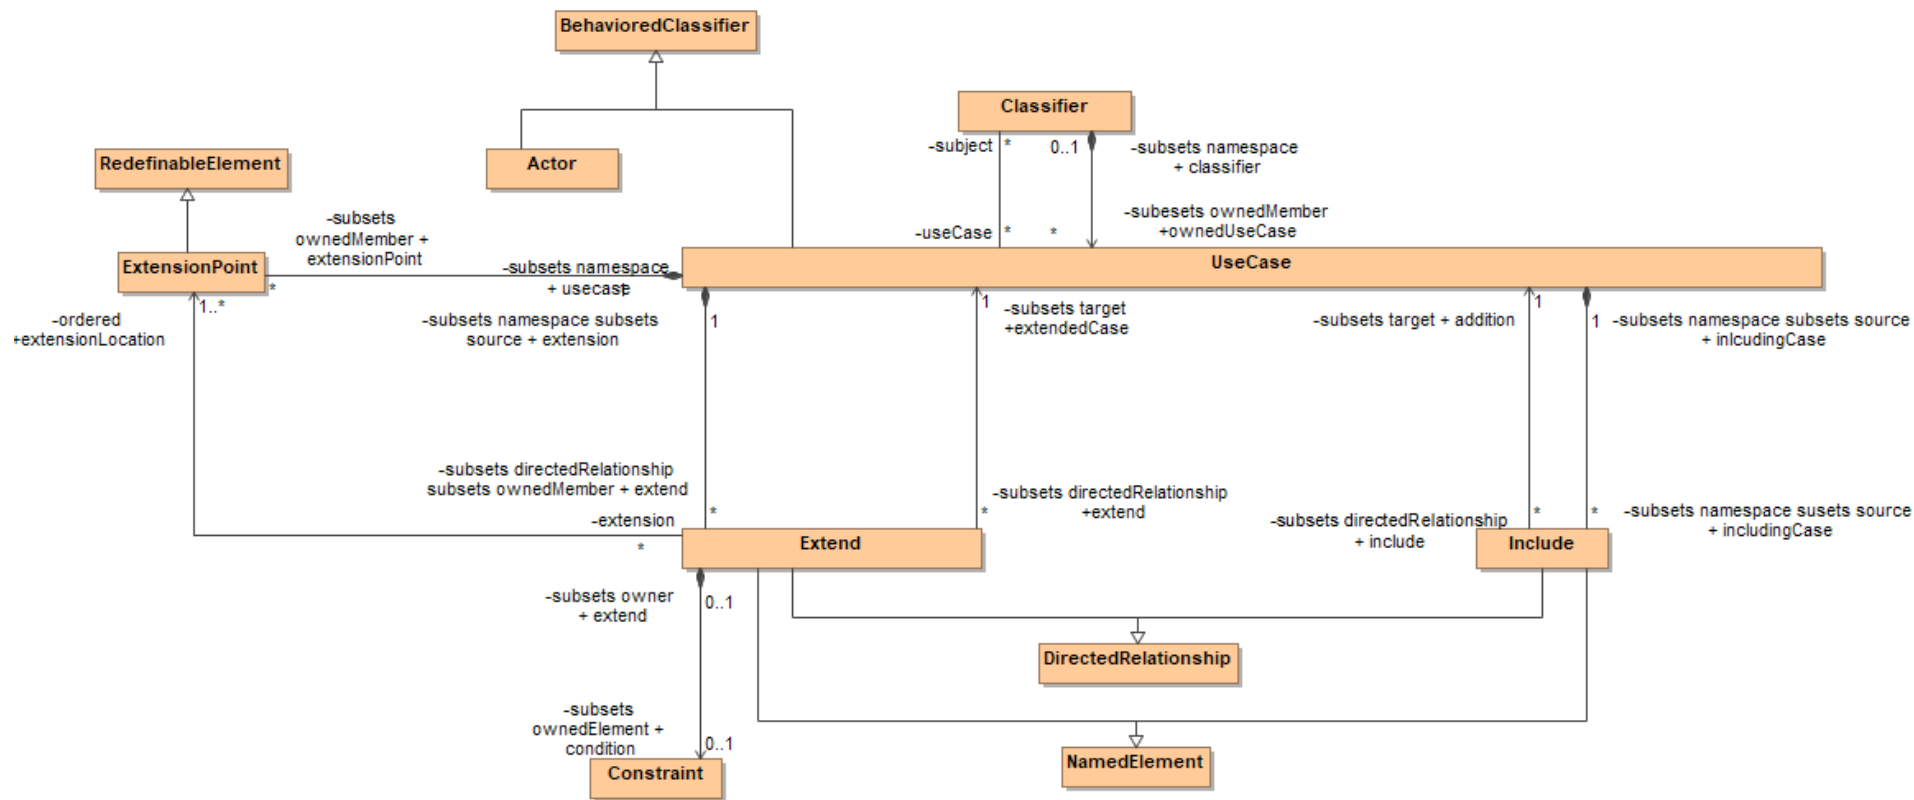 BehavioredClassifier
Classifier
-subject
*
0..1
-subsets namespace
+ classifier
RedefinableElement
Actor
-subsets
ownedMember +
extensionPoint
-useCase
*
*
-subesets ownedMember
+ownedUseCase
ExtensionPoint
*
-subsets namespace
+ usecase
UseCase
1..*
-ordered
+extensionLocation
-subsets namespace subsets
source + extension
1
1
-subsets target
+extendedCase
-subsets target + addition
1
1
-subsets namespace subsets source
+ inlcudingCase
-subsets directedRelationship
subsets ownedMember + extend
*
-extension
*
-subsets directedRelationship
+extend
*
-subsets directedRelationship
+ include
*
*
-subsets namespace susets source
+ includingCase
Extend
Include
-subsets owner
+ extend
0..1
DirectedRelationship
-subsets
ownedElement +
condition
0..1
Constraint
NamedElement